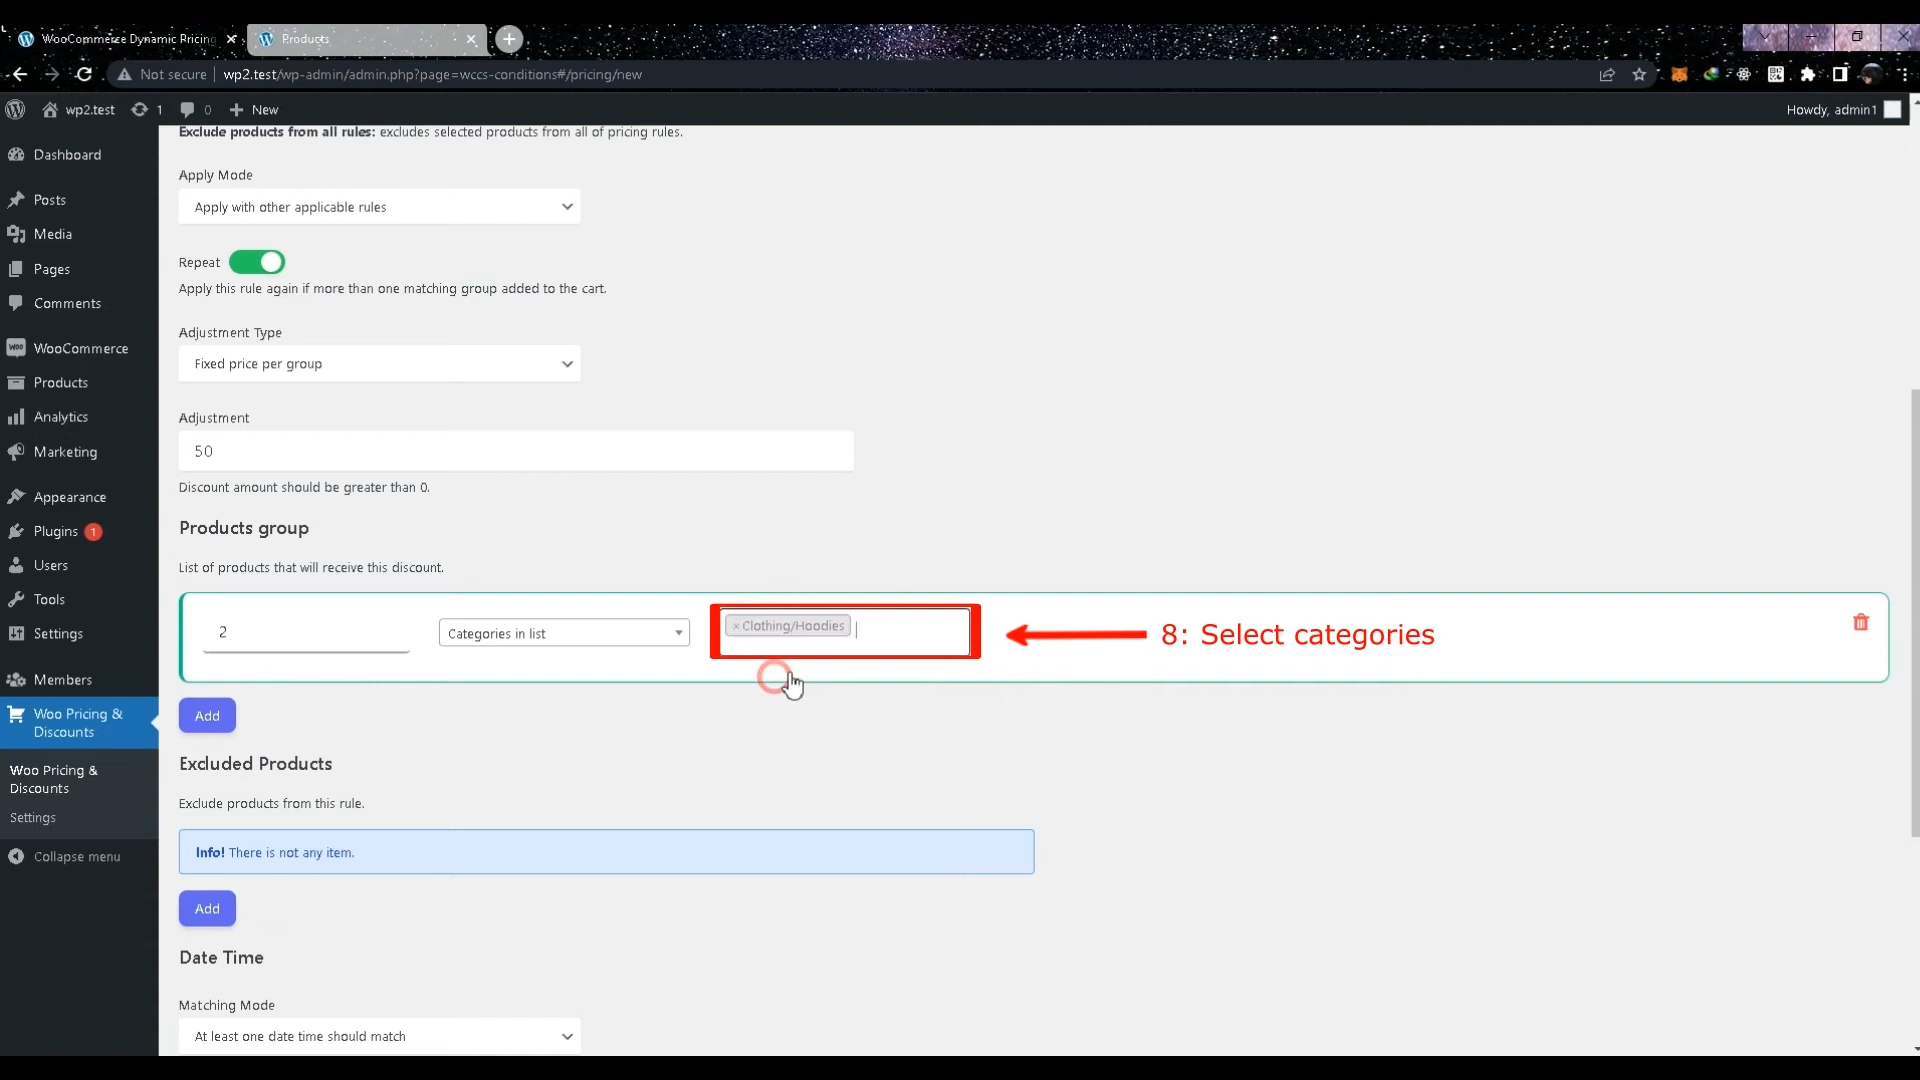 WooCommerce Dynamic Pricing
Products
Not secure
wp2.test/wp-admin/admin.php?page=wccs-conditions#/pricing/new
wp2.test
1
0
New
Howdy, admin1
Dashboard
Posts
Media
Pages
Comments
WooCommerce
Products
Analytics
Marketing
Appearance
Plugins 1
Users
Tools
Settings
Members
Woo Pricing &
Discounts
Woo Pricing &
Discounts
Settings
Collapse menu
Exclude products from all rules: excludes selected products from all of pricing rules.
Apply Mode
Apply with other applicable rules
Repeat
Apply this rule again if more than one matching group added to the cart.
Adjustment Type
Fixed price per group
Adjustment
50
Discount amount should be greater than 0.
Products group
List of products that will receive this discount.
2
Categories in list
× Clothing/Hoodies
8: Select categories
Add
Excluded Products
Exclude products from this rule.
Info! There is not any item.
Add
Date Time
Matching Mode
At least one date time should match